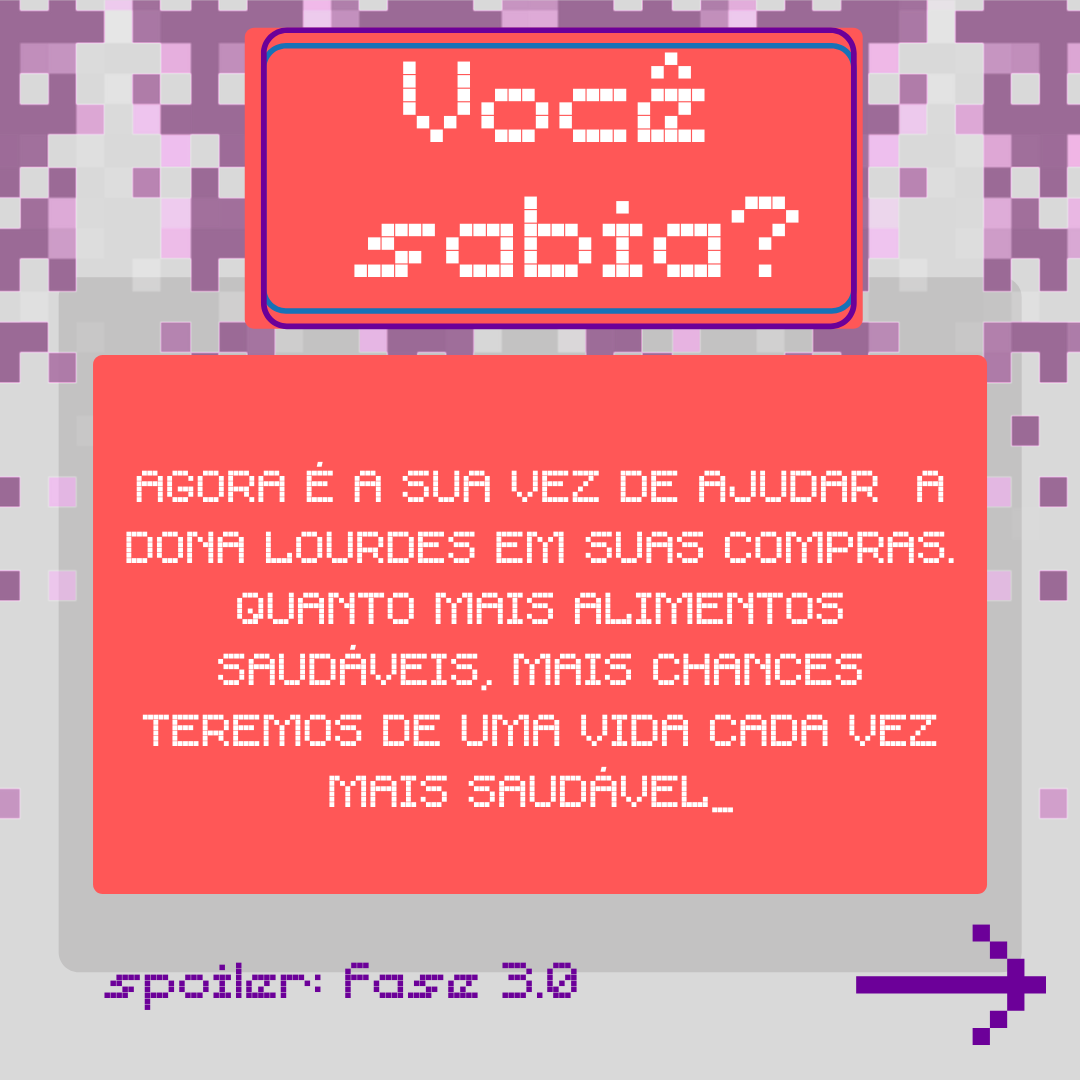 Você
sabia?
AGORA É A SUA VEZ DE AJUDAR A
DONA LOURDES EM SUAS COMPRAS.
QUANTO MAIS ALIMENTOS
SAUDÁVEIS, MAIS CHANCES
TEREMOS DE UMA VIDA CADA VEZ
MAIS SAUDÁVEL_
spoiler: Fase 3.0